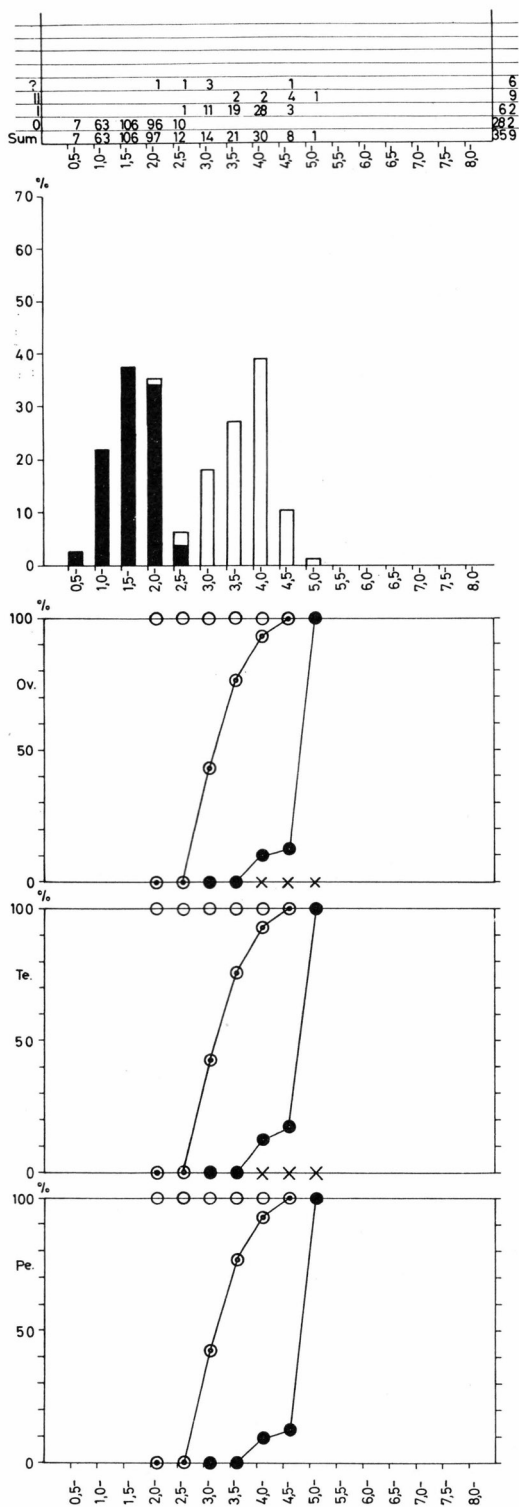 ? 1 1 3 1 6
II 2 2 4 1 9
I 1 11 19 28 3 62
0 7 63 106 96 10 282
Sum 7 63 106 97 12 14 21 30 8 1 359
0,5- 1,0- 1,5- 2,0- 2,5- 3,0- 3,5- 4,0- 4,5- 5,0- 5,5- 6,0- 6,5- 7,0- 7,5- 8,0-
%
70
60
50
40
30
20
10
0
0,5- 1,0- 1,5- 2,0- 2,5- 3,0- 3,5- 4,0- 4,5- 5,0- 5,5- 6,0- 6,5- 7,0- 7,5- 8,0-
%
100
Ov.
50
0
%
100
Te.
50
0
%
100
Pe.
50
0
0,5- 1,0- 1,5- 2,0- 2,5- 3,0- 3,5- 4,0- 4,5- 5,0- 5,5- 6,0- 6,5- 7,0- 7,5- 8,0-